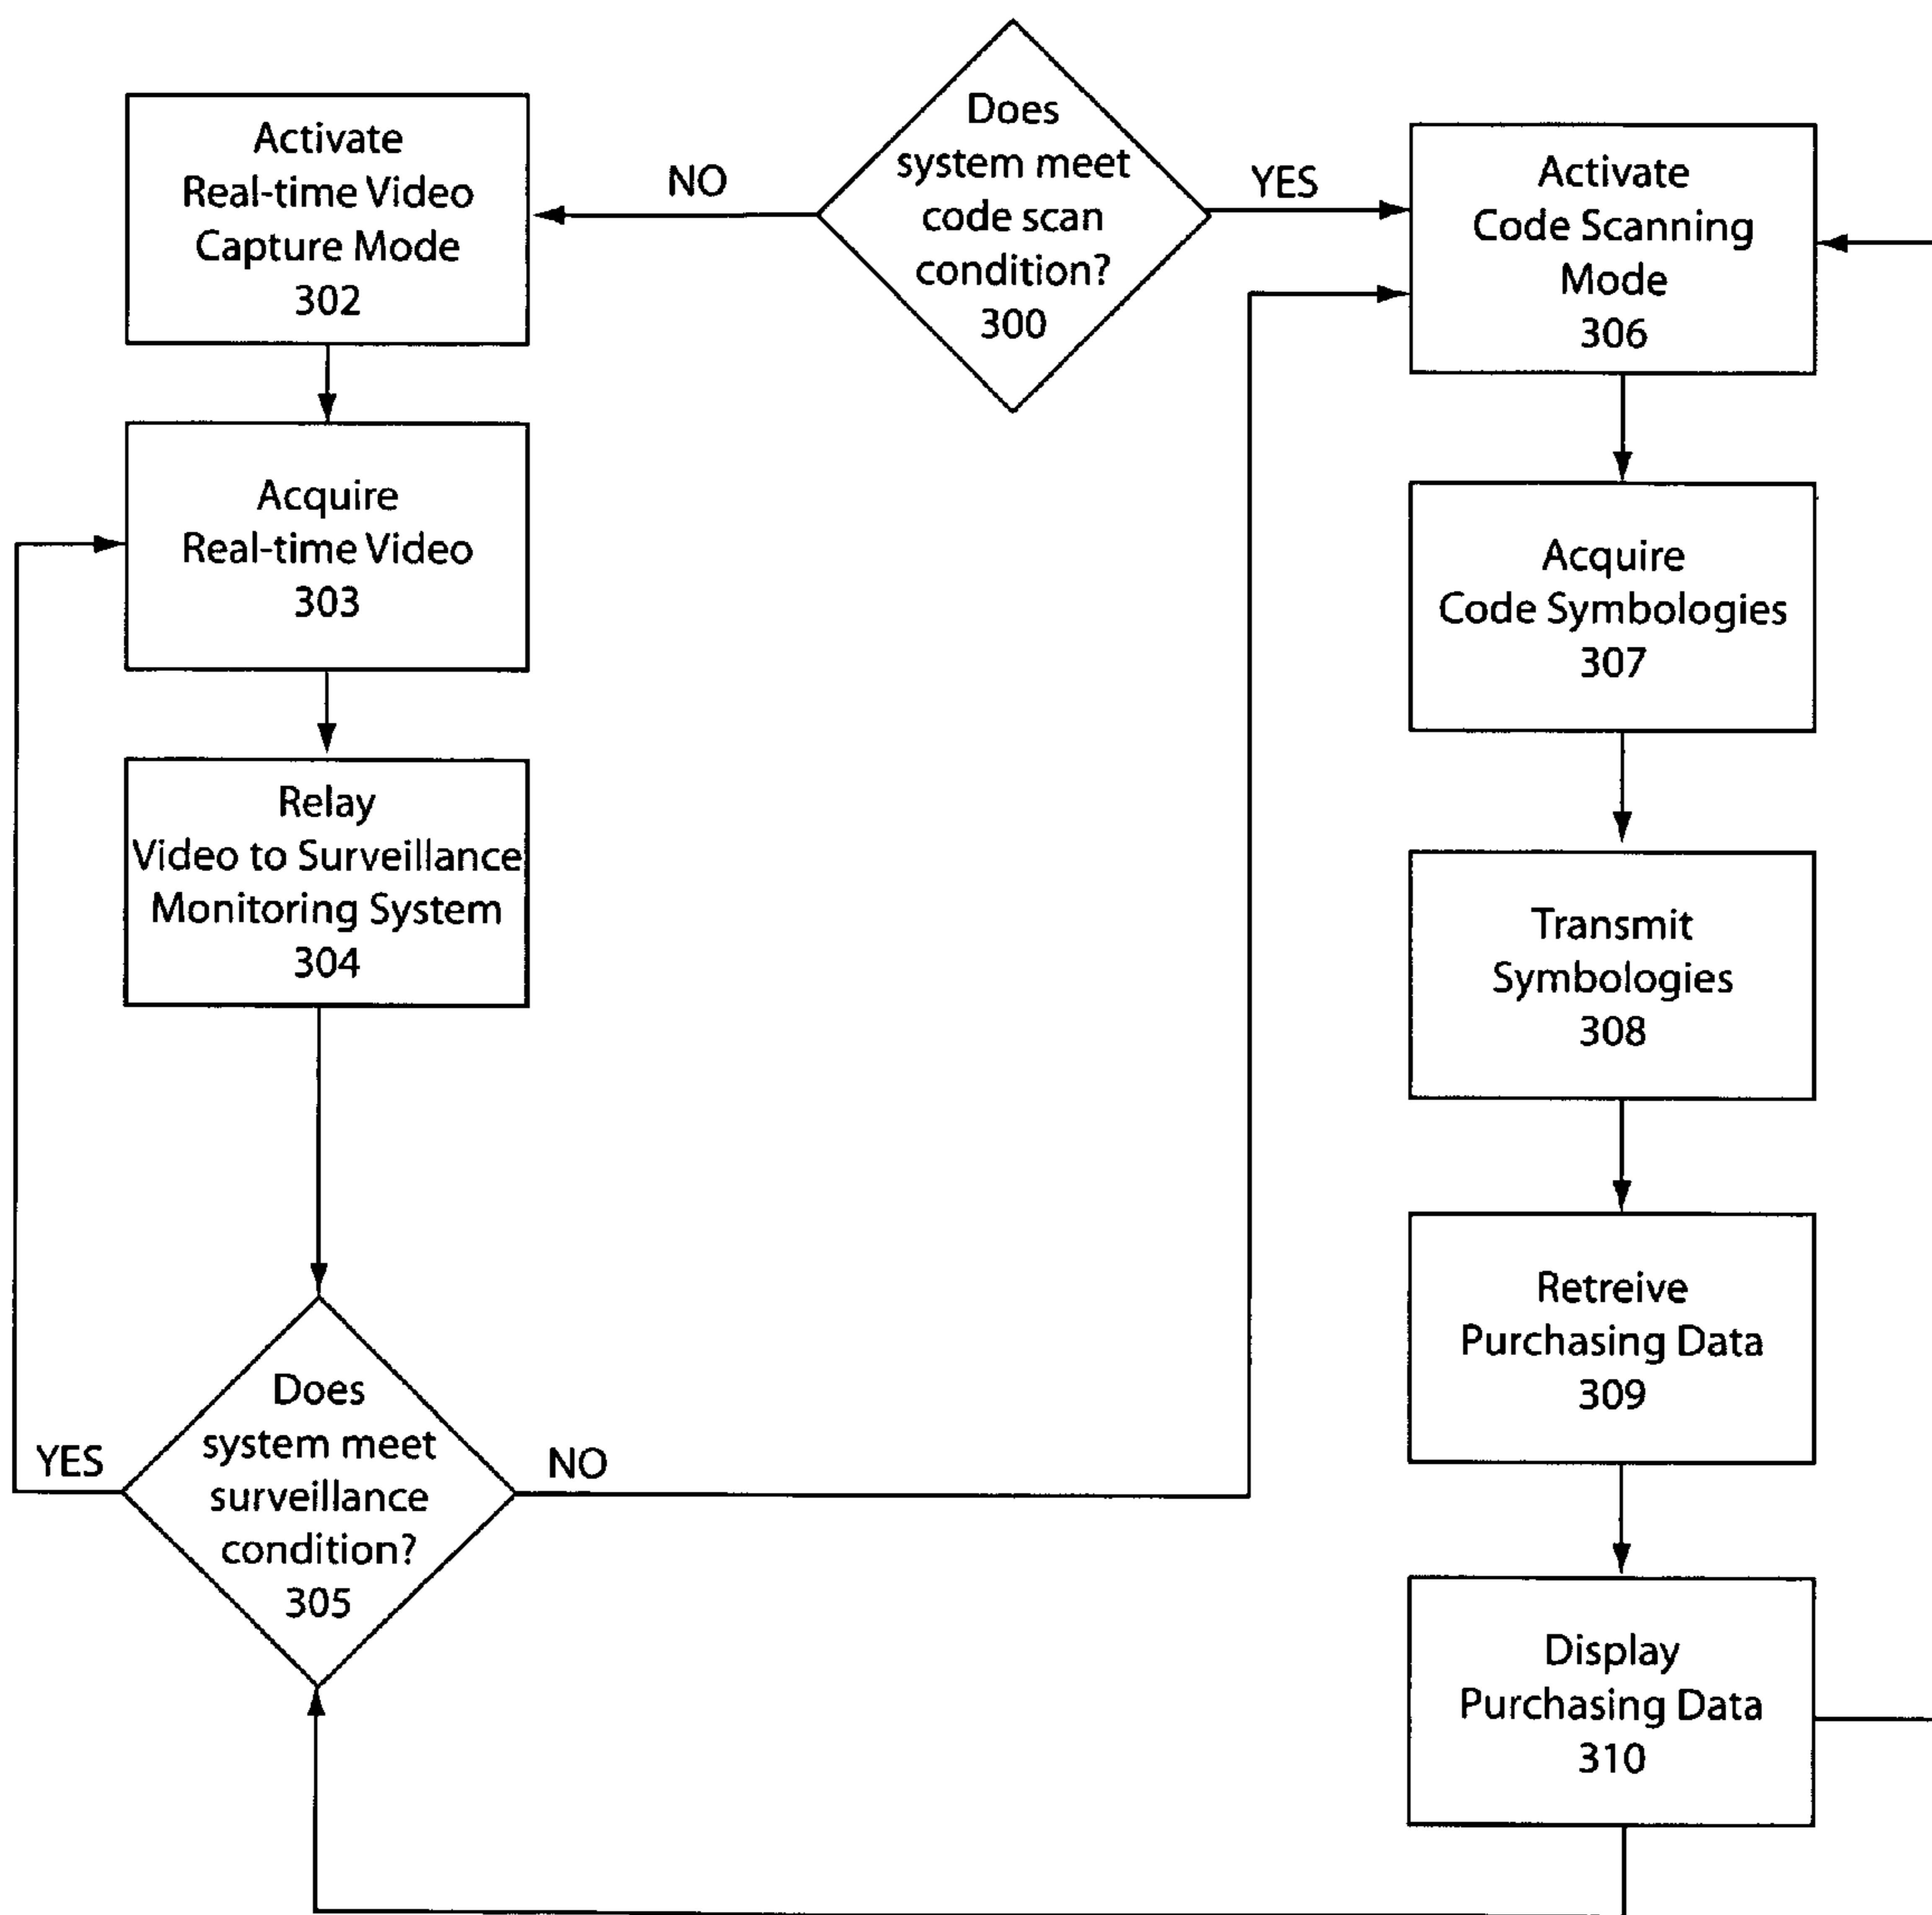 Does
system meet
code scan
condition?
300
NO
YES
Activate
Real-time Video
Capture Mode
302
Acquire
Real-time Video
303
Relay
Video to Surveillance
Monitoring System
304
Does
system meet
surveillance
condition?
305
YES
NO
Activate
Code Scanning
Mode
306
Acquire
Code Symbologies
307
Transmit
Symbologies
308
Retreive
Purchasing Data
309
Display
Purchasing Data
310